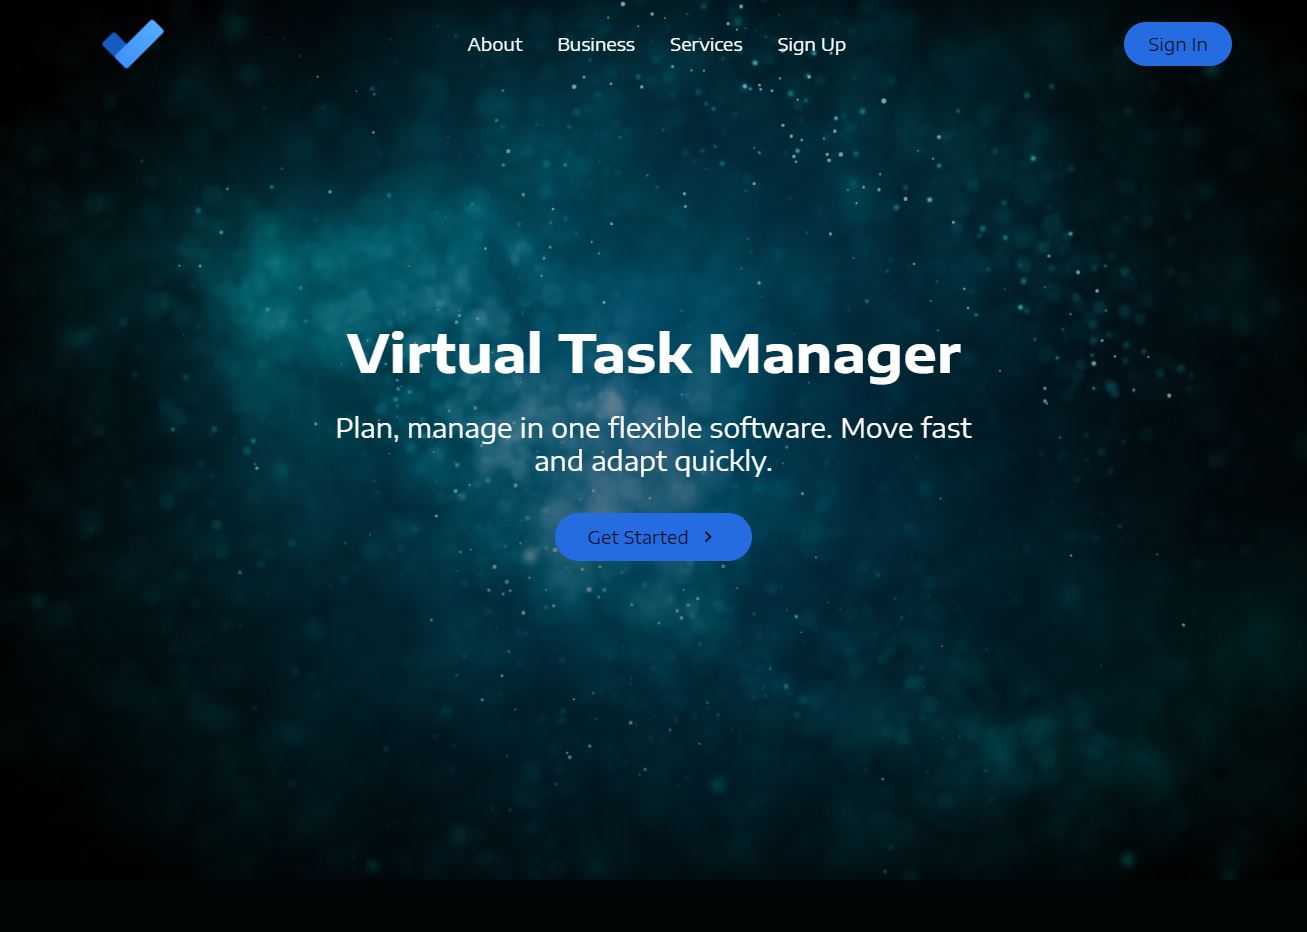 About Business Services Sign Up Sign In
Virtual Task Manager
Plan, manage in one flexible software. Move fast
and adapt quickly.
Get Started